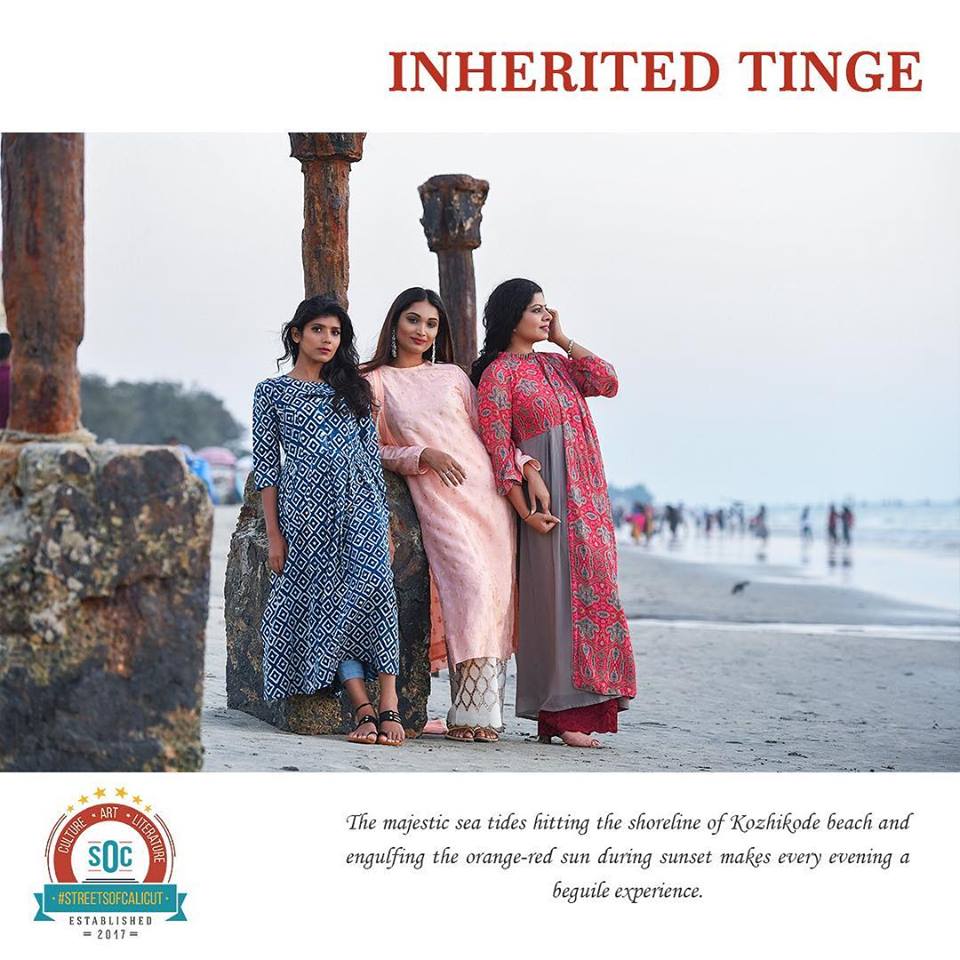 INHERITED TINGE
The majestic sea tides hitting the shoreline of Kozhikode beach and
engulfing the orange-red sun during sunset makes every evening a
beguile experience.
CULTURE • ART • LITERATURE
SOC
#STREETSOFCALICUT
ESTABLISHED
2017